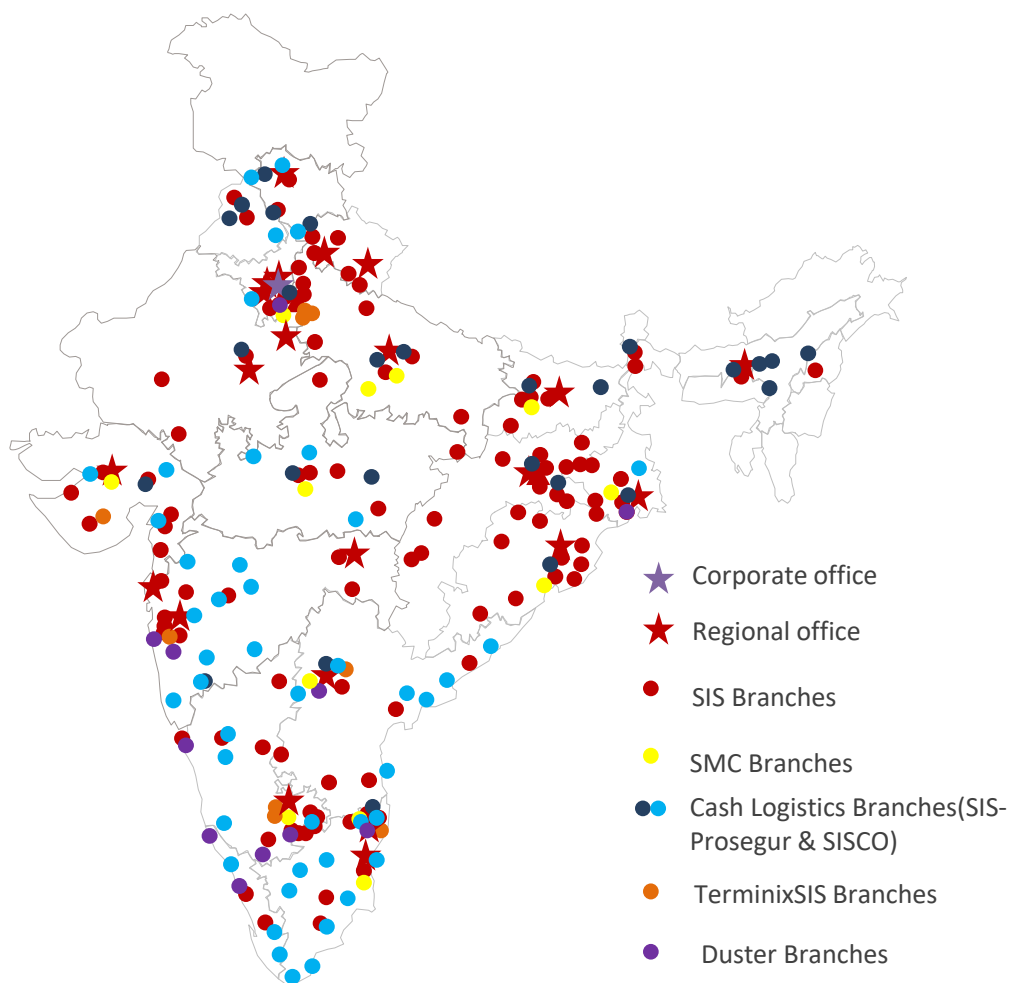 Corporate office
Regional office
SIS Branches
SMC Branches
Cash Logistics Branches(SIS-
Prosegur & SISCO)
TerminixSIS Branches
Duster Branches